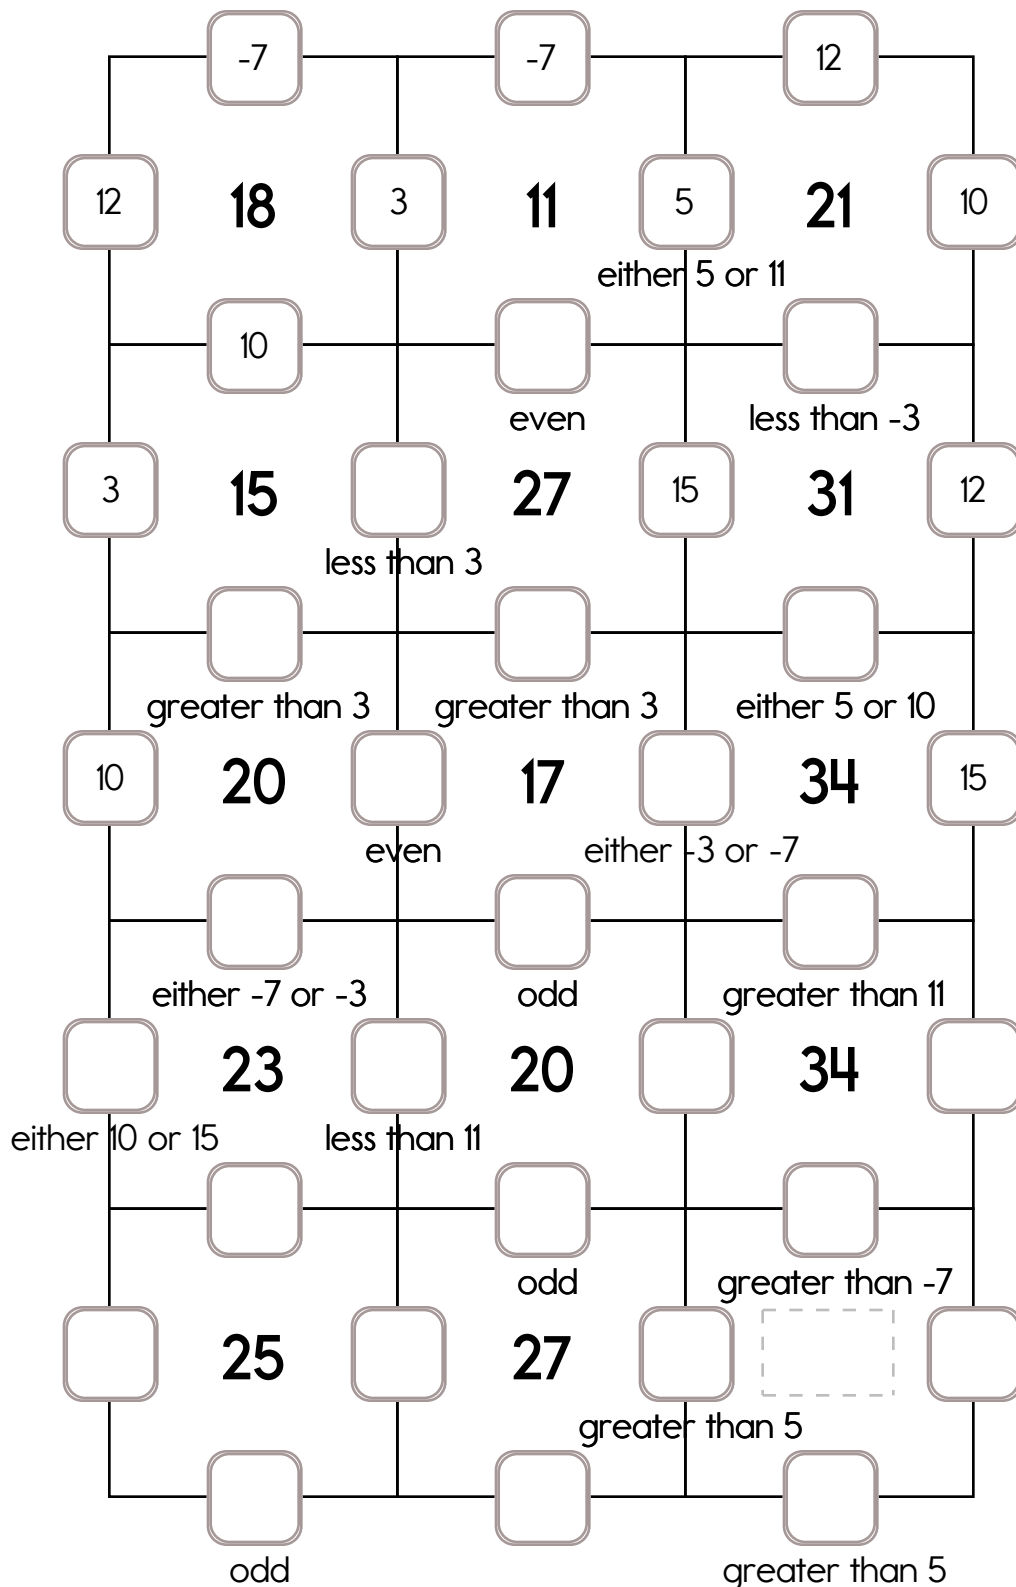 -7 -7 12
12 18 3 11 5 21 10
either 5 or 11
10
even less than -3
3 15 27 15 31 12
less than 3
greater than 3 greater than 3 either 5 or 10
10 20 17 34 15
even either -3 or -7
either -7 or -3 odd greater than 11
23 20 34
either 10 or 15 less than 11
odd greater than -7
25 27
greater than 5
odd greater than 5